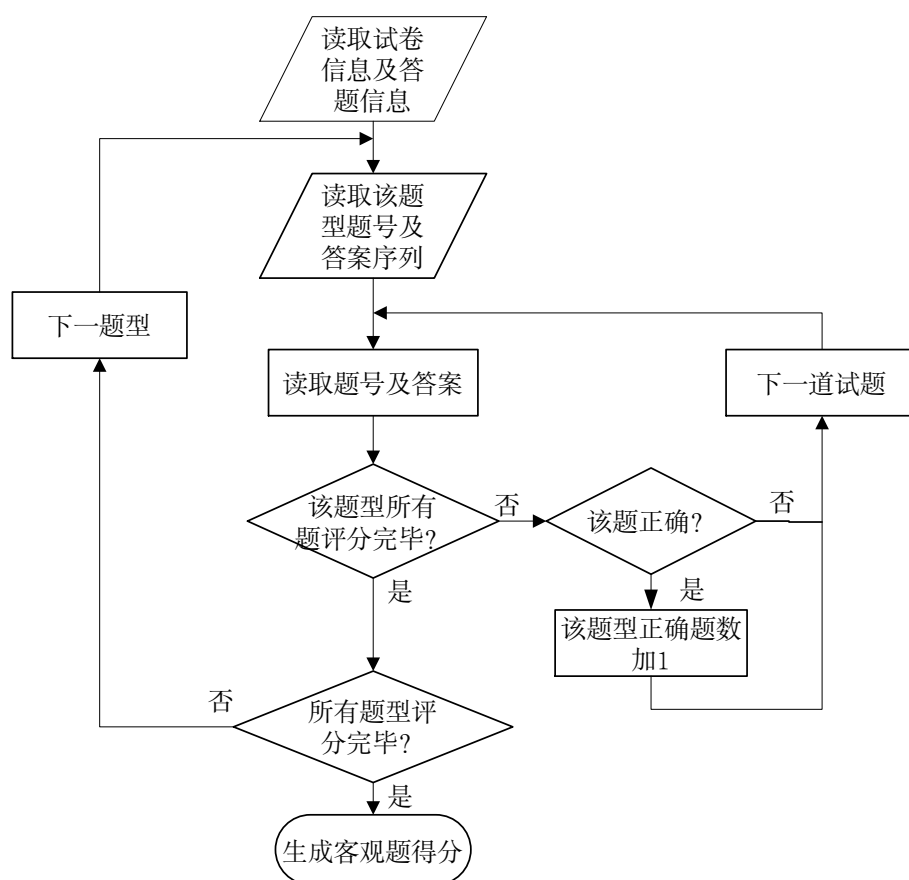 读取试卷
信息及答
题信息
读取该题
型题号及
答案序列
下一题型
读取题号及答案
下一道试题
该题型所有
题评分完毕?
否
该题正确?
否
是
是
该题型正确题数
加1
否
所有题型评
分完毕?
是
生成客观题得分